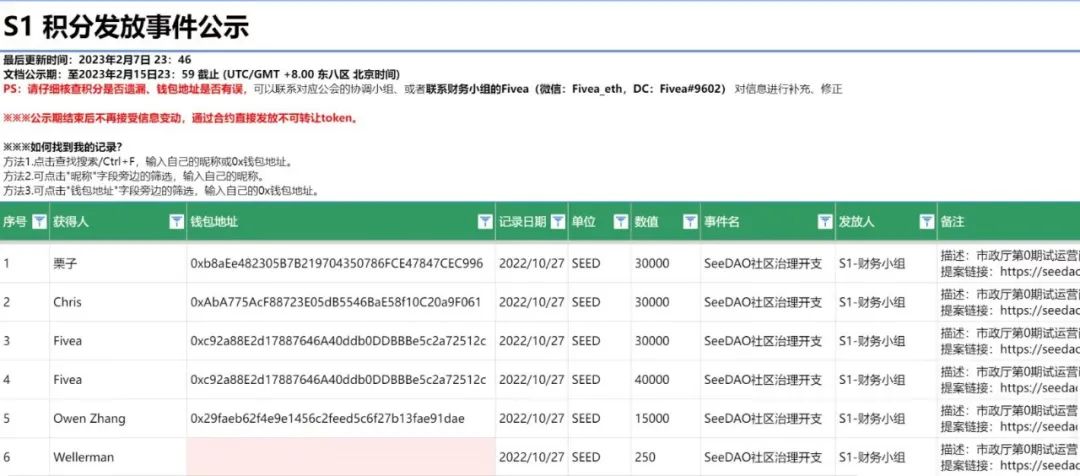 S1 积分发放事件公示
最后更新时间：2023年2月7日 23：46
文档公示期：至2023年2月15日23：59 截止 (UTC/GMT +8.00 东八区 北京时间)
PS：请仔细核查积分是否遗漏、钱包地址是否有误，可以联系对应公会的协调小组、或者联系财务小组的Fivea（微信：Fivea_eth，DC：Fivea#9602） 对信息进行补充、修正
※※※公示期结束后不再接受信息变动，通过合约直接发放不可转让token。
※※※如何找到我的记录？
方法1.点击查找搜索/Ctrl+F，输入自己的昵称或0x钱包地址。
方法2.可点击"昵称"字段旁边的筛选，输入自己的昵称。
方法3.可点击"钱包地址"字段旁边的筛选，输入自己的0x钱包地址。
序号 获得人 钱包地址 记录日期 单位 数值 事件名 发放人 备注
1 栗子 0xb8aEe482305B7B219704350786FCE47847CEC996 2022/10/27 SEED 30000 SeeDAO社区治理开支 S1-财务小组 描述：市政厅第0期试运营
提案链接：https://seedao
2 Chris 0xAbA775AcF88723E05dB5546BaE58f10C20a9F061 2022/10/27 SEED 30000 SeeDAO社区治理开支 S1-财务小组 描述：市政厅第0期试运营
提案链接：https://seedao
3 Fivea 0xc92a88E2d17887646A40ddb0DDBBBe5c2a72512c 2022/10/27 SEED 30000 SeeDAO社区治理开支 S1-财务小组 描述：市政厅第0期试运营
提案链接：https://seedao
4 Fivea 0xc92a88E2d17887646A40ddb0DDBBBe5c2a72512c 2022/10/27 SEED 40000 SeeDAO社区治理开支 S1-财务小组 描述：市政厅第0期试运营
提案链接：https://seedao
5 Owen Zhang 0x29faeb62f4e9e1456c2feed5c6f27b13fae91dae 2022/10/27 SEED 15000 SeeDAO社区治理开支 S1-财务小组 描述：市政厅第0期试运营
提案链接：https://seedao
6 Wellerman 2022/10/27 SEED 250 SeeDAO社区治理开支 S1-财务小组 描述：市政厅第0期试运营
提案链接：https://seedao